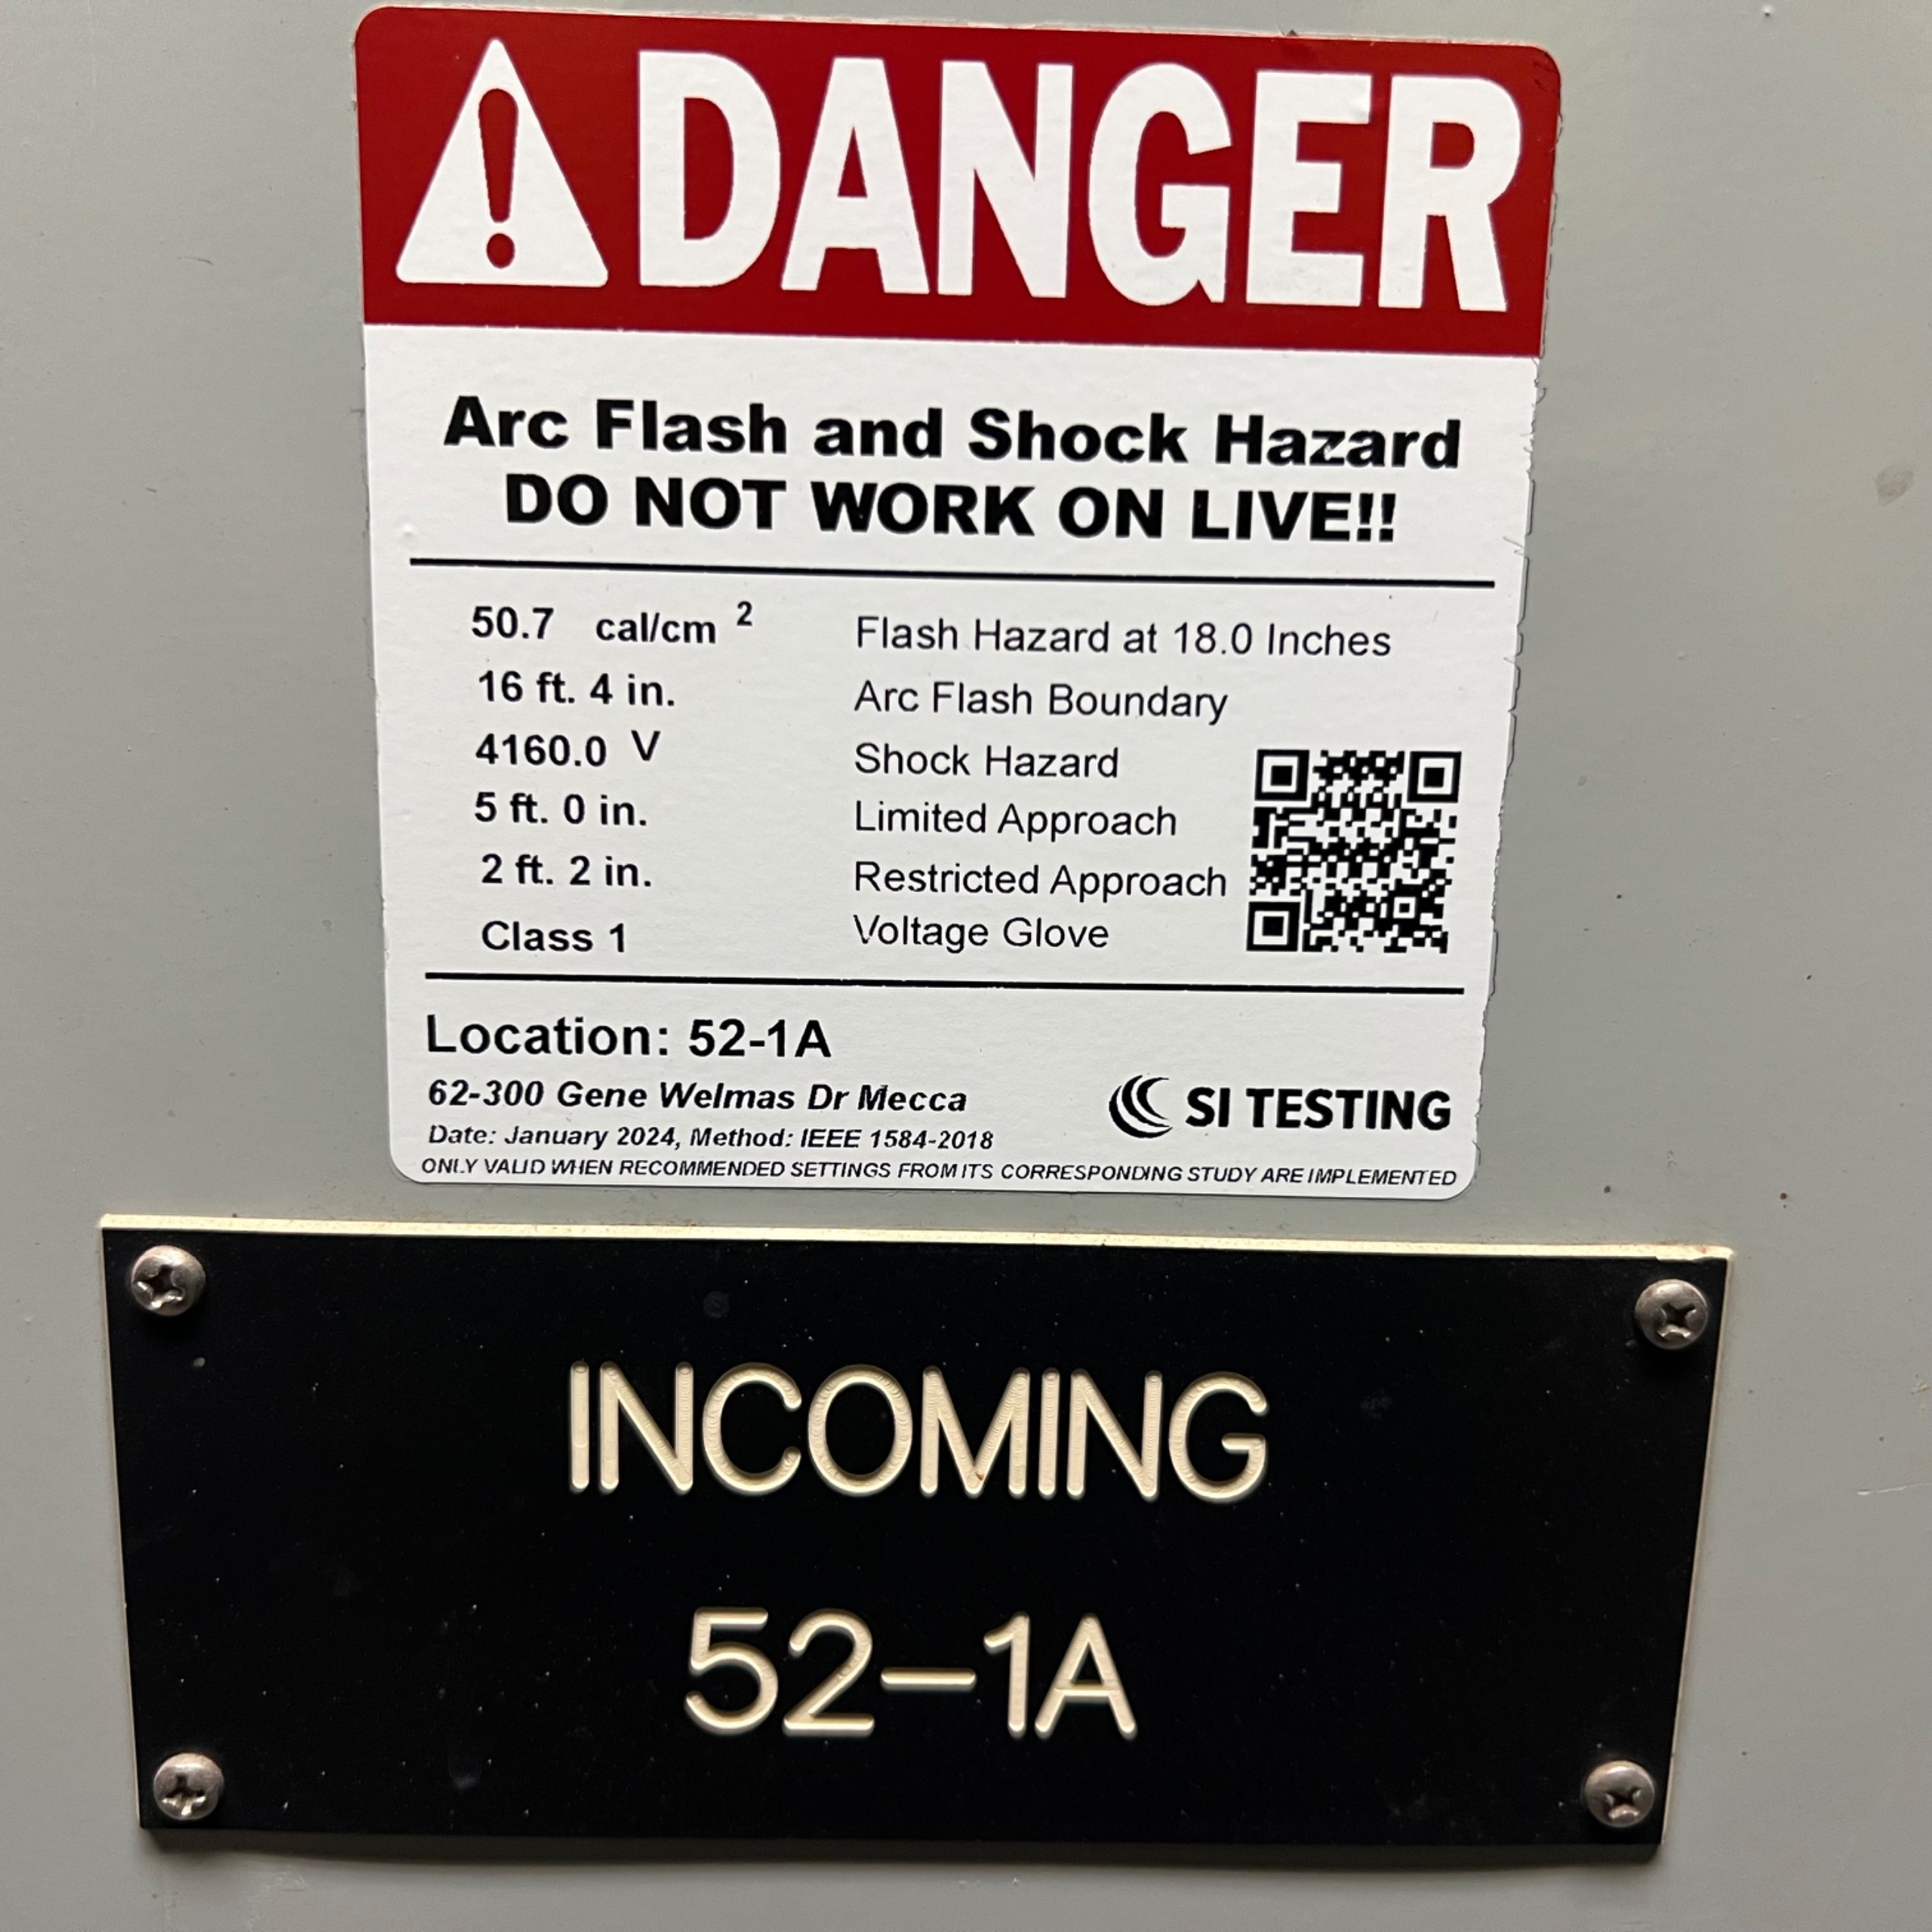 DANGER
Arc Flash and Shock Hazard
DO NOT WORK ON LIVE!!
50.7 cal/cm 2 Flash Hazard at 18.0 Inches
16 ft. 4 in. Arc Flash Boundary
4160.0 V Shock Hazard
5 ft. 0 in. Limited Approach
2 ft. 2 in. Restricted Approach
Class 1 Voltage Glove
Location: 52-1A
62-300 Gene Welmas Dr Mecca
Date: January 2024, Method: IEEE 1584-2018
SI TESTING
ONLY VALID WHEN RECOMMENDED SETTINGS FROM ITS CORRESPONDING STUDY ARE IMPLEMENTED
INCOMING
52-1A